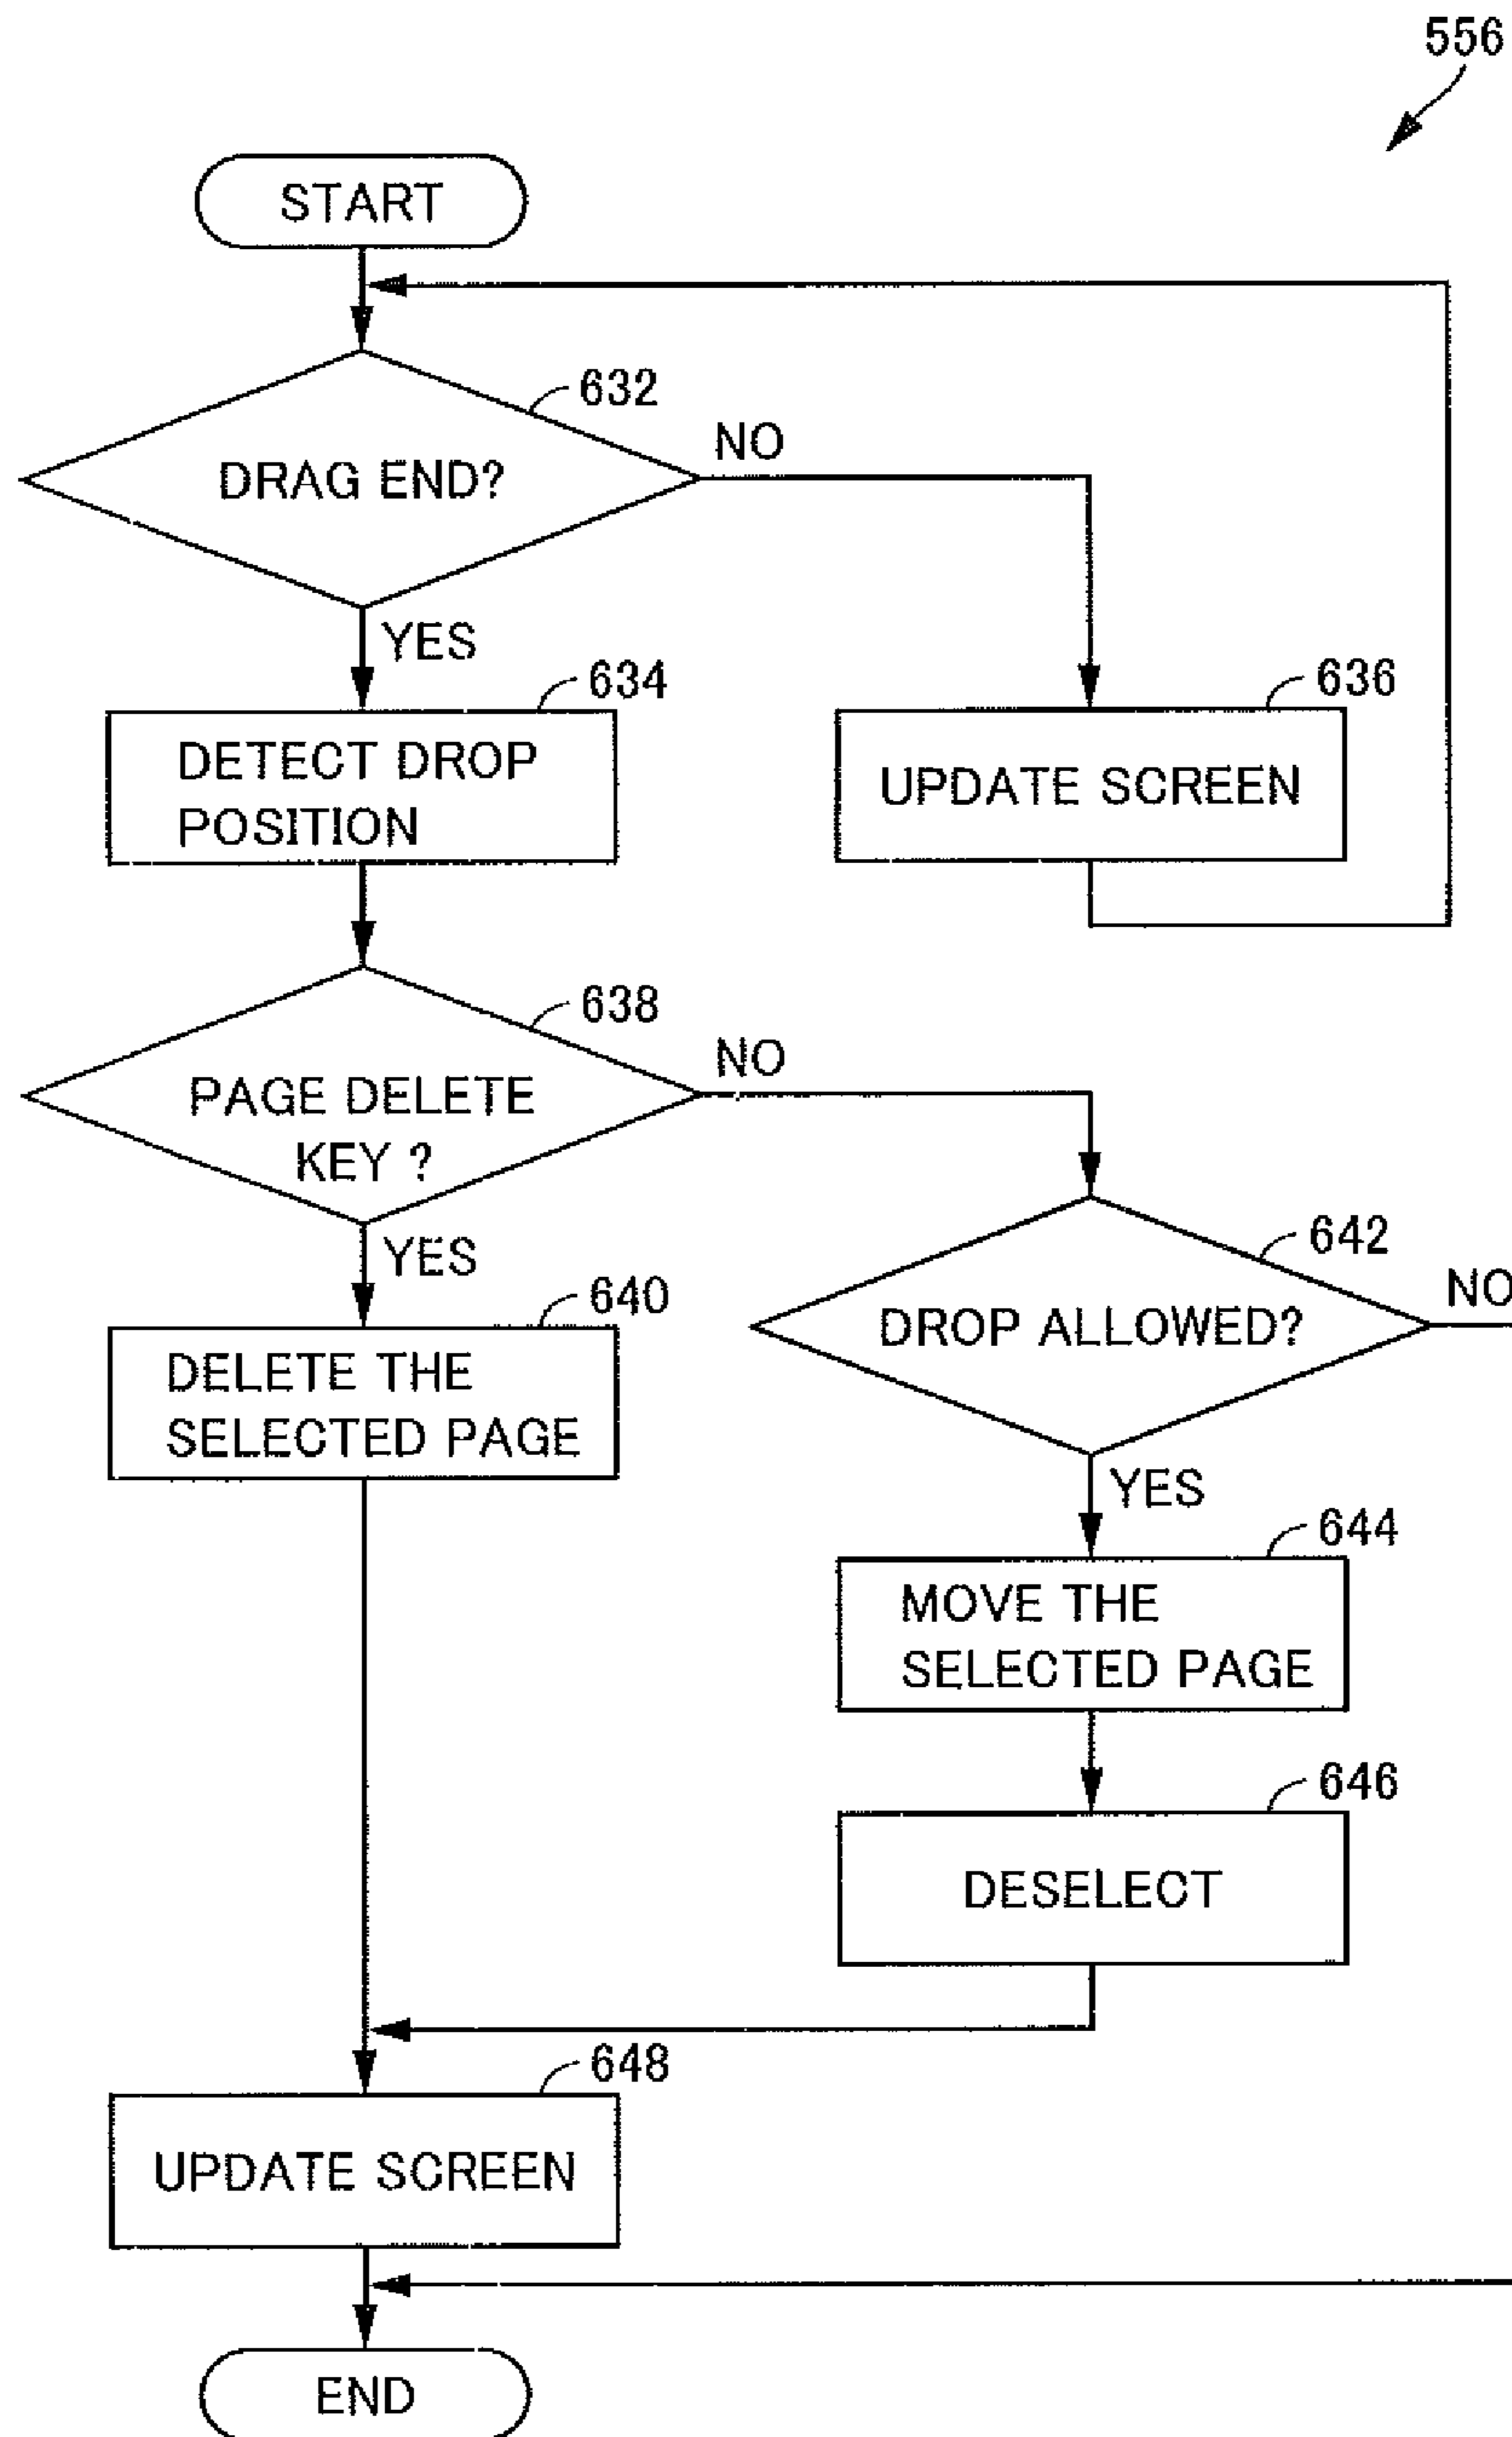 556
START
632
DRAG END?
NO
YES
634
DETECT DROP
POSITION
636
UPDATE SCREEN
638
PAGE DELETE
KEY ?
NO
YES
640
DELETE THE
SELECTED PAGE
642
DROP ALLOWED?
NO
YES
644
MOVE THE
SELECTED PAGE
646
DESELECT
648
UPDATE SCREEN
END